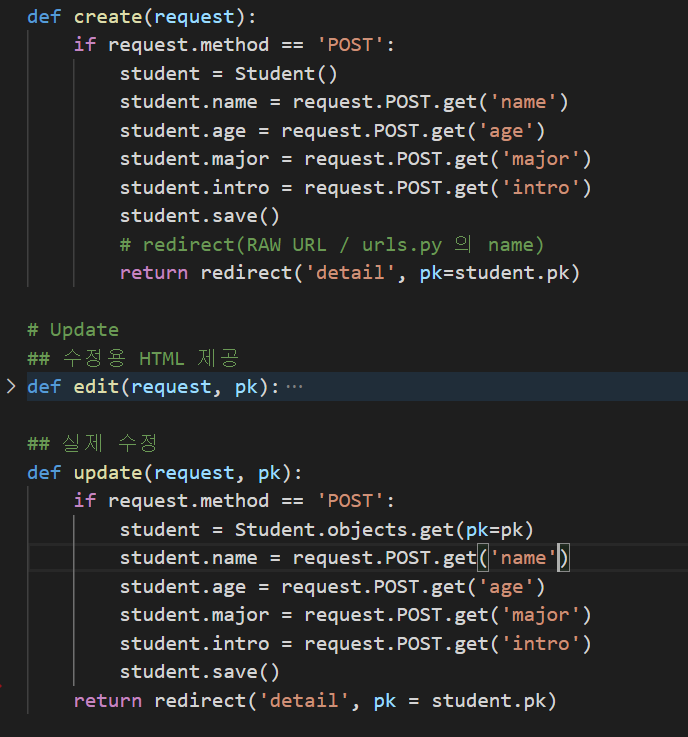 def create(request):
    if request.method == 'POST':
        student = Student()
        student.name = request.POST.get('name')
        student.age = request.POST.get('age')
        student.major = request.POST.get('major')
        student.intro = request.POST.get('intro')
        student.save()
        # redirect(RAW URL / urls.py 의 name)
        return redirect('detail', pk=student.pk)
# Update
## 수정용 HTML 제공
def edit(request, pk):⋯
## 실제 수정
def update(request, pk):
    if request.method == 'POST':
        student = Student.objects.get(pk=pk)
        student.name = request.POST.get('name')
        student.age = request.POST.get('age')
        student.major = request.POST.get('major')
        student.intro = request.POST.get('intro')
        student.save()
    return redirect('detail', pk = student.pk)